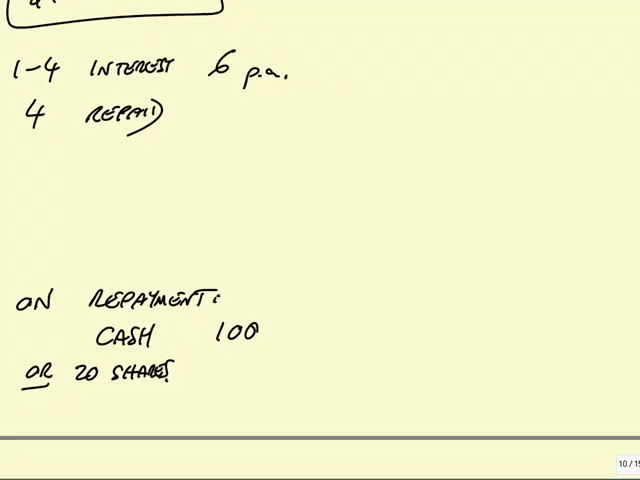 1-4 INTEREST 6 p.a.
4 REPAID
ON REPAYMENT:
CASH 100
OR 20 SHARES.
10 / 15